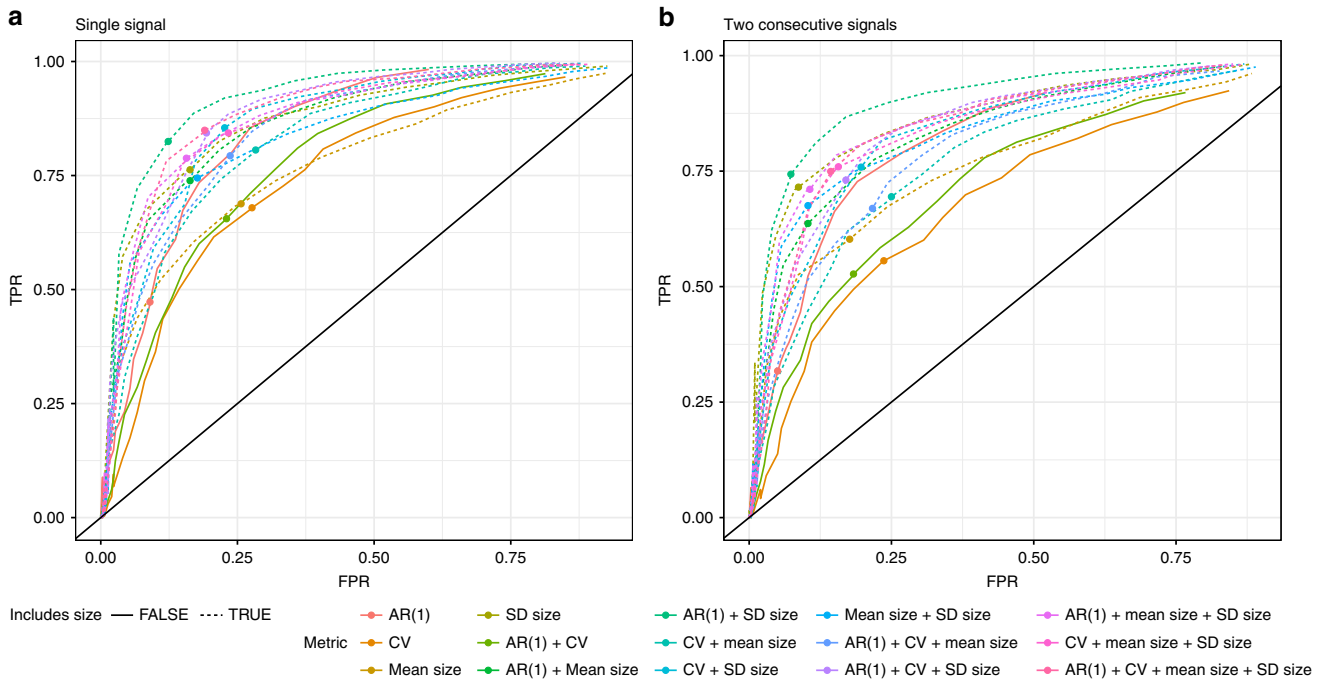 a
Single signal
1.00
0.75
0.50
0.25
0.00
TPR
0.00 0.25 0.50 0.75
FPR
b
Two consecutive signals
1.00
0.75
0.50
0.25
0.00
TPR
0.00 0.25 0.50 0.75
FPR
Includes size FALSE TRUE
Metric
AR(1)
CV
Mean size
SD size
AR(1) + CV
AR(1) + Mean size
AR(1) + SD size
CV + mean size
CV + SD size
Mean size + SD size
AR(1) + CV + mean size
AR(1) + CV + SD size
AR(1) + mean size + SD size
CV + mean size + SD size
AR(1) + CV + mean size + SD size